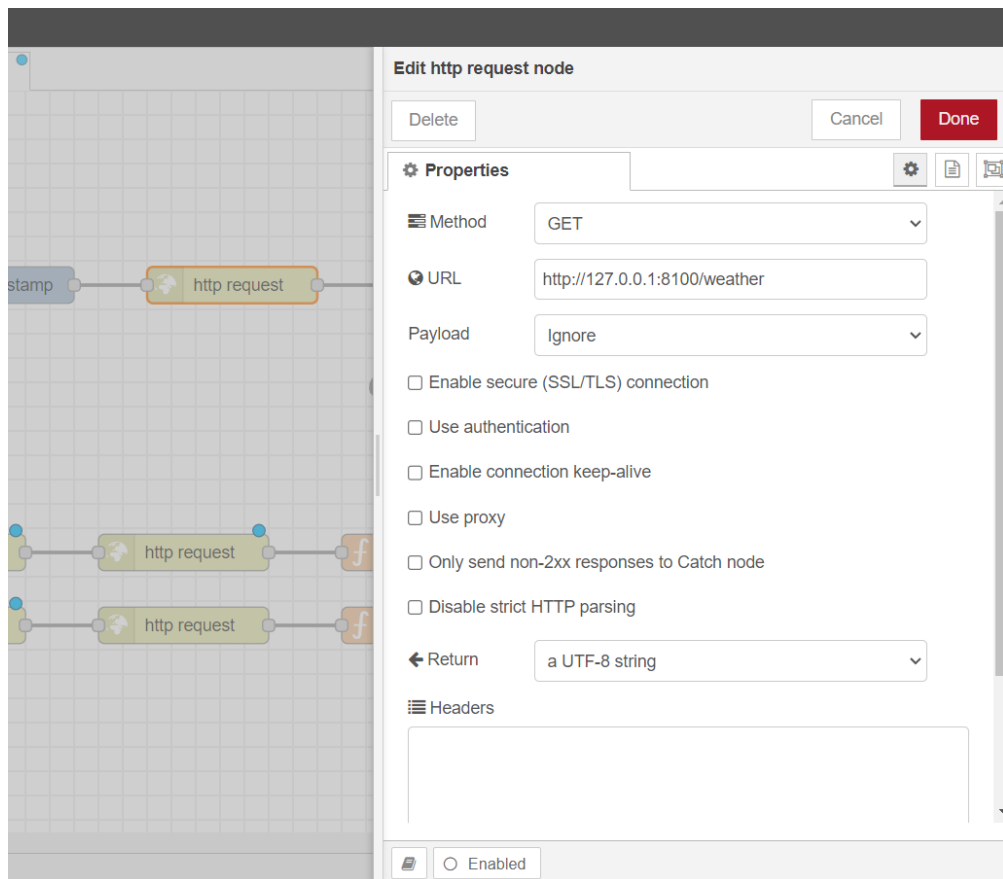 Edit http request node
Delete
Cancel
Done
Properties
Method
GET
URL
http://127.0.0.1:8100/weather
Payload
Ignore
Enable secure (SSL/TLS) connection
Use authentication
Enable connection keep-alive
Use proxy
Only send non-2xx responses to Catch node
Disable strict HTTP parsing
Return
a UTF-8 string
Headers
Enabled
stamp
http request
http request
http request